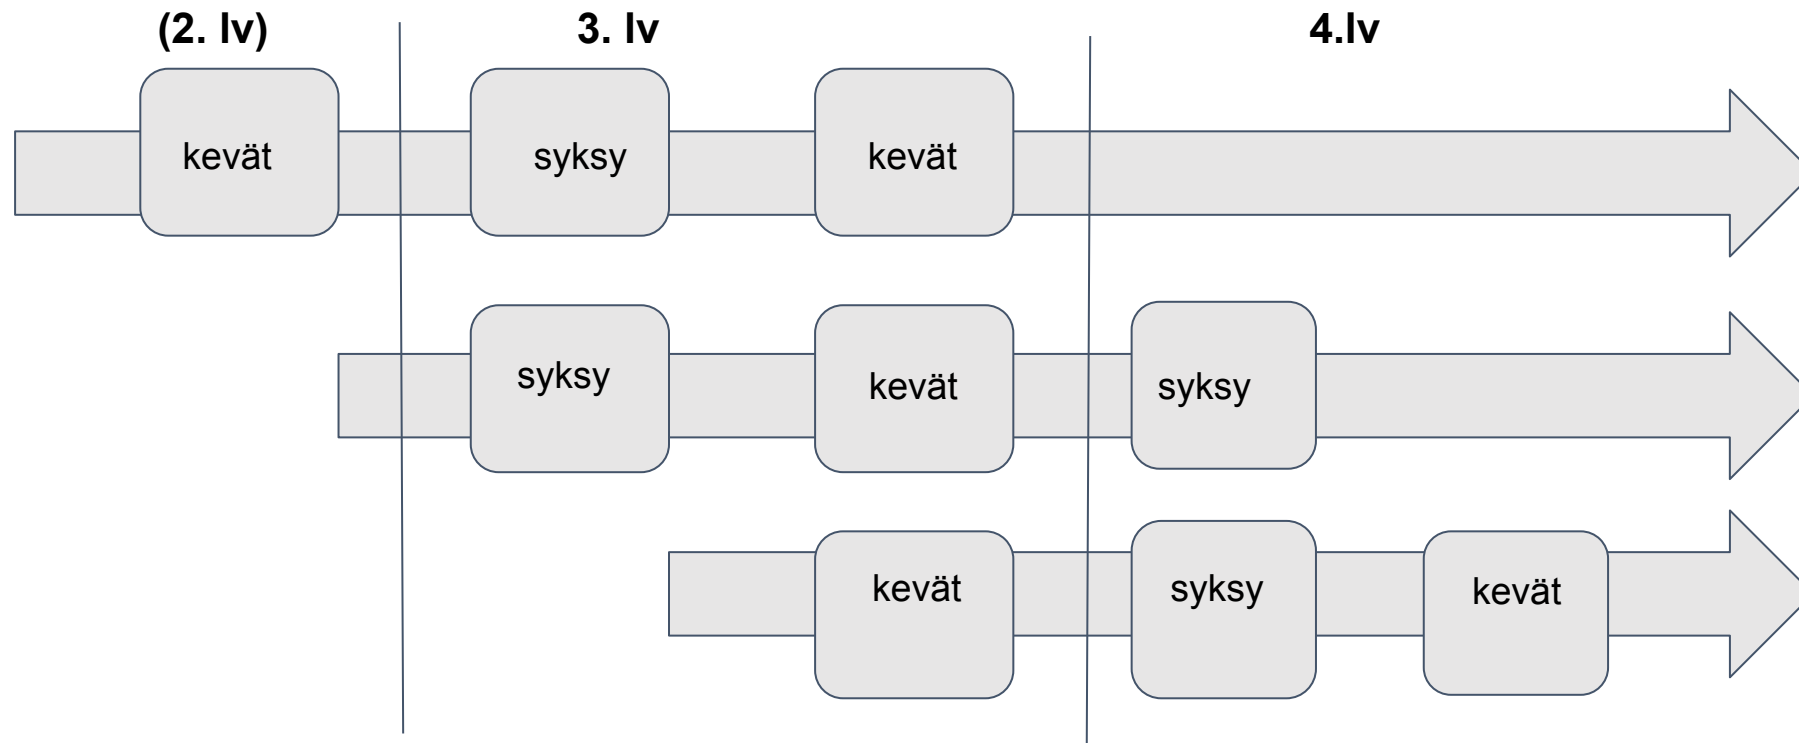 (2. lv)
3. lv
4.lv
kevät
syksy
kevät
syksy
kevät
syksy
kevät
syksy
kevät